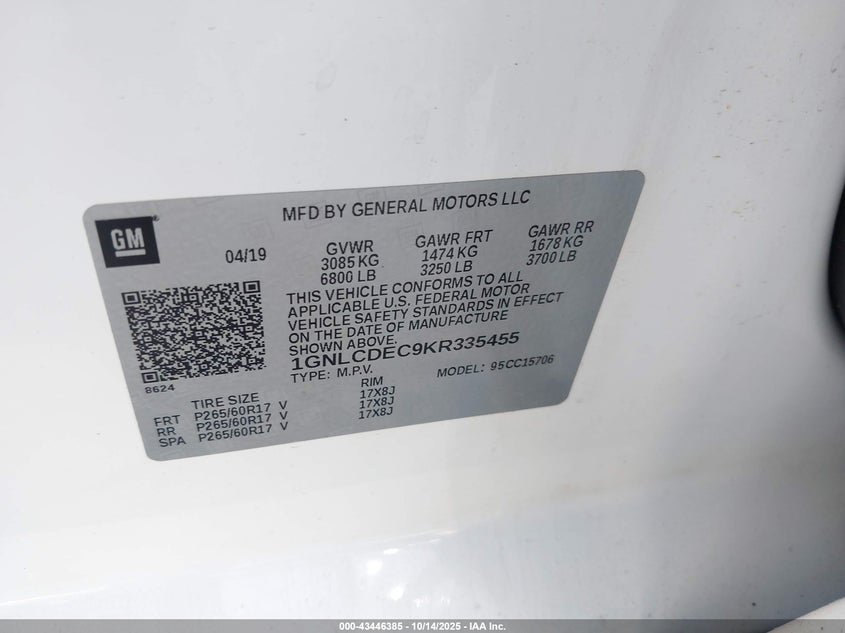 MFD BY GENERAL MOTORS LLC
GM
04/19
GVWR
3085 KG
6800 LB
GAWR FRT
1474 KG
3250 LB
GAWR RR
1678 KG
3700 LB
THIS VEHICLE CONFORMS TO ALL
APPLICABLE U.S. FEDERAL MOTOR
VEHICLE SAFETY STANDARDS IN EFFECT
ON THE DATE OF MANUFACTURE
SHOWN ABOVE.
1GNLCDEC9KR335455
TYPE: M.P.V.
MODEL: 95CC15706
8624
TIRE SIZE
RIM
FRT P265/60R17 V 17X8J
RR P265/60R17 V 17X8J
SPA P265/60R17 V 17X8J
000-43446385 - 10/14/2025 - IAA Inc.